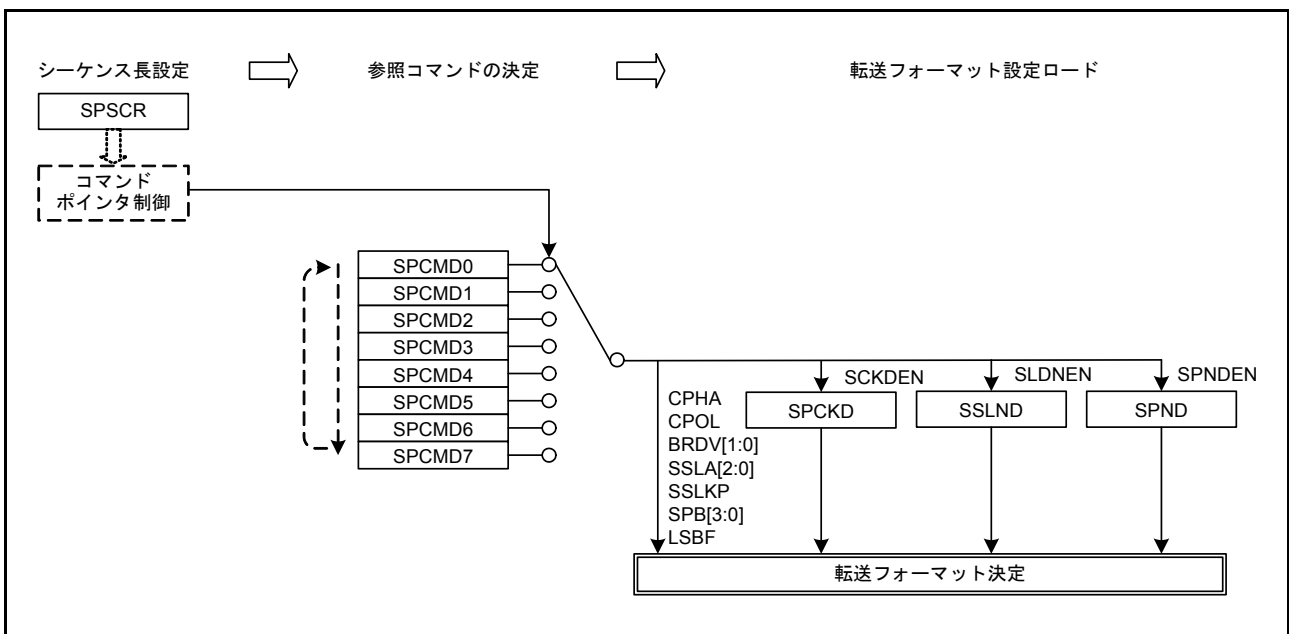 シーケンス長設定
参照コマンドの決定
転送フォーマット設定ロード
SPSCR
コマンド
ポインタ制御
SPCMD0
SPCMD1
SPCMD2
SPCMD3
SPCMD4
SPCMD5
SPCMD6
SPCMD7
SCKDEN
SLDNEN
SPNDEN
CPHA
CPOL
BRDV[1:0]
SSLA[2:0]
SSLKP
SPB[3:0]
LSBF
SPCKD
SSLND
SPND
転送フォーマット決定